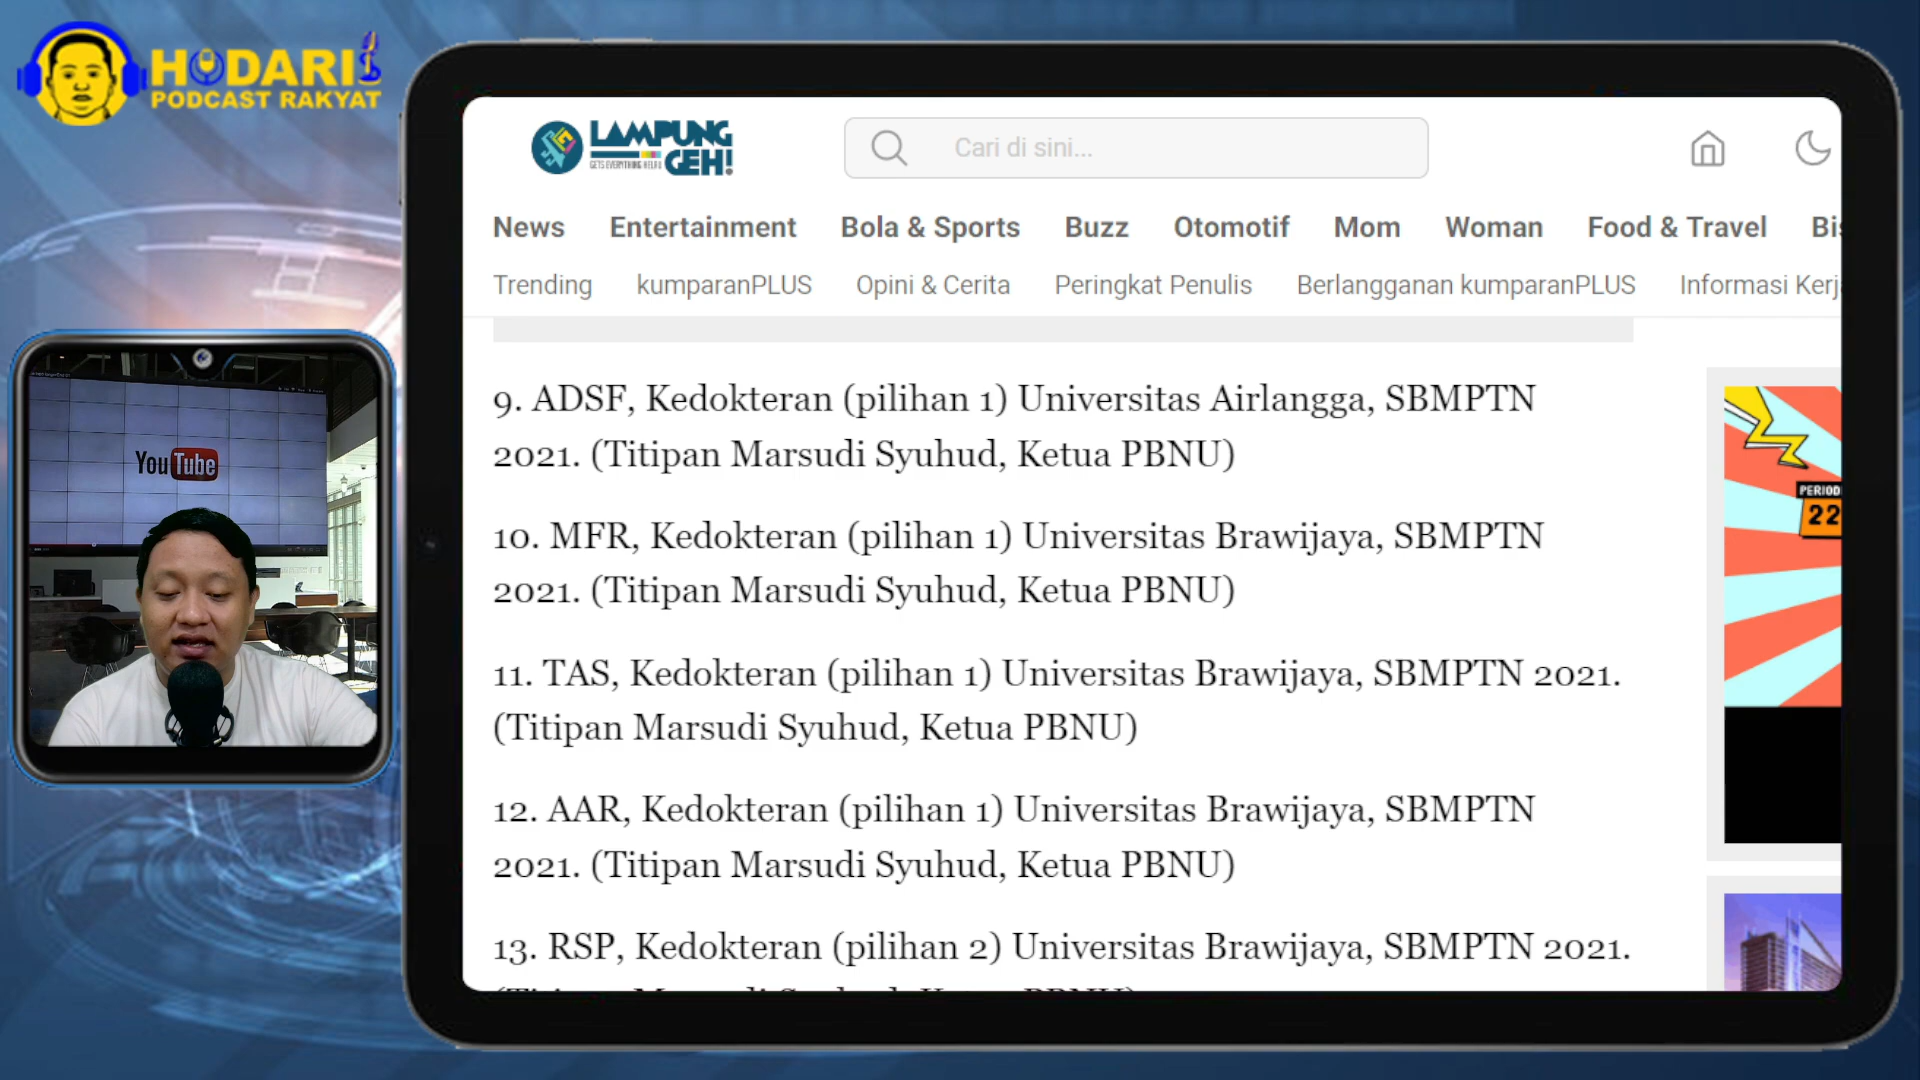 HODARI
PODCAST RAKYAT
LAMPUNG
GEH!
Cari di sini...
News Entertainment Bola & Sports Buzz Otomotif Mom Woman Food & Travel
Trending kumparanPLUS Opini & Cerita Peringkat Penulis Berlangganan kumparanPLUS Informasi
9. ADSF, Kedokteran (pilihan 1) Universitas Airlangga, SBMPTN
2021. (Titipan Marsudi Syuhud, Ketua PBNU)
10. MFR, Kedokteran (pilihan 1) Universitas Brawijaya, SBMPTN
2021. (Titipan Marsudi Syuhud, Ketua PBNU)
11. TAS, Kedokteran (pilihan 1) Universitas Brawijaya, SBMPTN 2021.
(Titipan Marsudi Syuhud, Ketua PBNU)
12. AAR, Kedokteran (pilihan 1) Universitas Brawijaya, SBMPTN
2021. (Titipan Marsudi Syuhud, Ketua PBNU)
13. RSP, Kedokteran (pilihan 2) Universitas Brawijaya, SBMPTN 2021.
YouTube
22